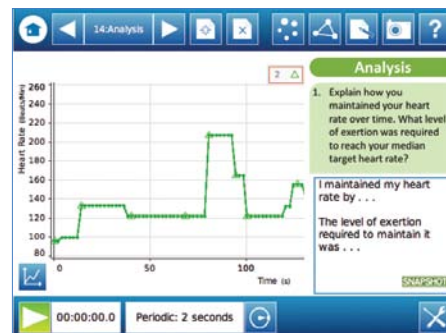 14:Analysis
?
2
Analysis
1. Explain how you
maintained your heart
rate over time. What level
of exertion was required
to reach your median
target heart rate?
I maintained my heart
rate by . . .
The level of exertion
required to maintain it
was . . .
SNAPSHOT
Heart Rate (Beats/Min)
260
240
220
200
180
160
140
120
100
80
0
50
100
Time (s)
00:00:00.0
Periodic: 2 seconds